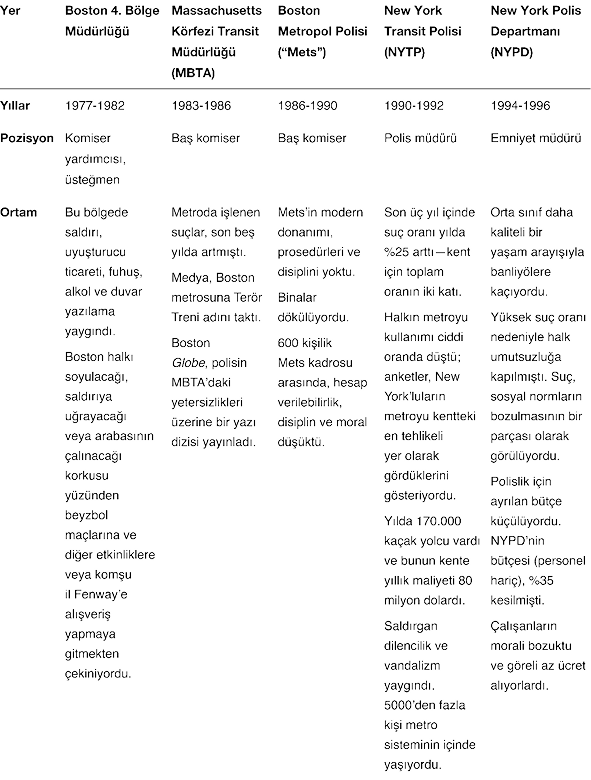 Yer
Boston 4. Bölge
Müdürlüğü
Massachusetts
Körfezi Transit
Müdürlüğü
(MBTA)
Boston
Metropol Polisi
(“Mets”)
New York
Transit Polisi
(NYTP)
New York Polis
Departmanı
(NYPD)
Yıllar
1977-1982
1983-1986
1986-1990
1990-1992
1994-1996
Pozisyon
Komiser
yardımcısı,
üsteğmen
Baş komiser
Baş komiser
Polis müdürü
Emniyet müdürü
Ortam
Bu bölgede
saldırı,
uyuşturucu
ticareti, fuhuş,
alkol ve duvar
yazılama
yaygındı.
Boston halkı
soyulacağı,
saldırıya
uğrayacağı
veya arabasının
çalınacağı
korkusu
yüzünden
beyzbol
maçlarına ve
diğer etkinliklere
veya komşu
il Fenway’e
alışveriş
yapmaya
gitmekten
çekiniyordu.
Metroda işlenen
suçlar, son beş
yılda artmıştı.
Medya, Boston
metrosuna Terör
Treni adını taktı.
Boston
Globe, polisin
MBTA’daki
yetersizlikleri
üzerine bir yazı
dizisi yayınladı.
Mets’in modern
donanımı,
prosedürleri ve
disiplini yoktu.
Binalar
dökülüyordu.
600 kişilik
Mets kadrosu
arasında, hesap
verilebilirlik,
disiplin ve moral
düşüktü.
Son üç yıl içinde
suç oranı yılda
%25 arttı—kent
için toplam
oranın iki katı.
Halkın metroyu
kullanımı ciddi
oranda düştü;
anketler, New
York’luların
metroyu kentteki
en tehlikeli
yer olarak
gördüklerini
gösteriyordu.
Yılda 170.000
kaçak yolcu vardı
ve bunun kente
yıllık maliyeti 80
milyon dolardı.
Saldırgan
dilencilik ve
vandalizm
yaygındı.
5000’den fazla
kişi metro
sisteminin içinde
yaşıyordu.
Orta sınıf daha
kaliteli bir
yaşam arayışıyla
banliyölere
kaçıyordu.
Yüksek suç oranı
nedeniyle halk
umutsuzluğa
kapılmıştı. Suç,
sosyal normların
bozulmasının bir
parçası olarak
görülüyordu.
Polislik için
ayrılan bütçe
küçülüyordu.
NYPD’nin
bütçesi (personel
hariç), %35
kesilmişti.
Çalışanların
morali bozuktu
ve göreli az ücret
alıyorlardı.